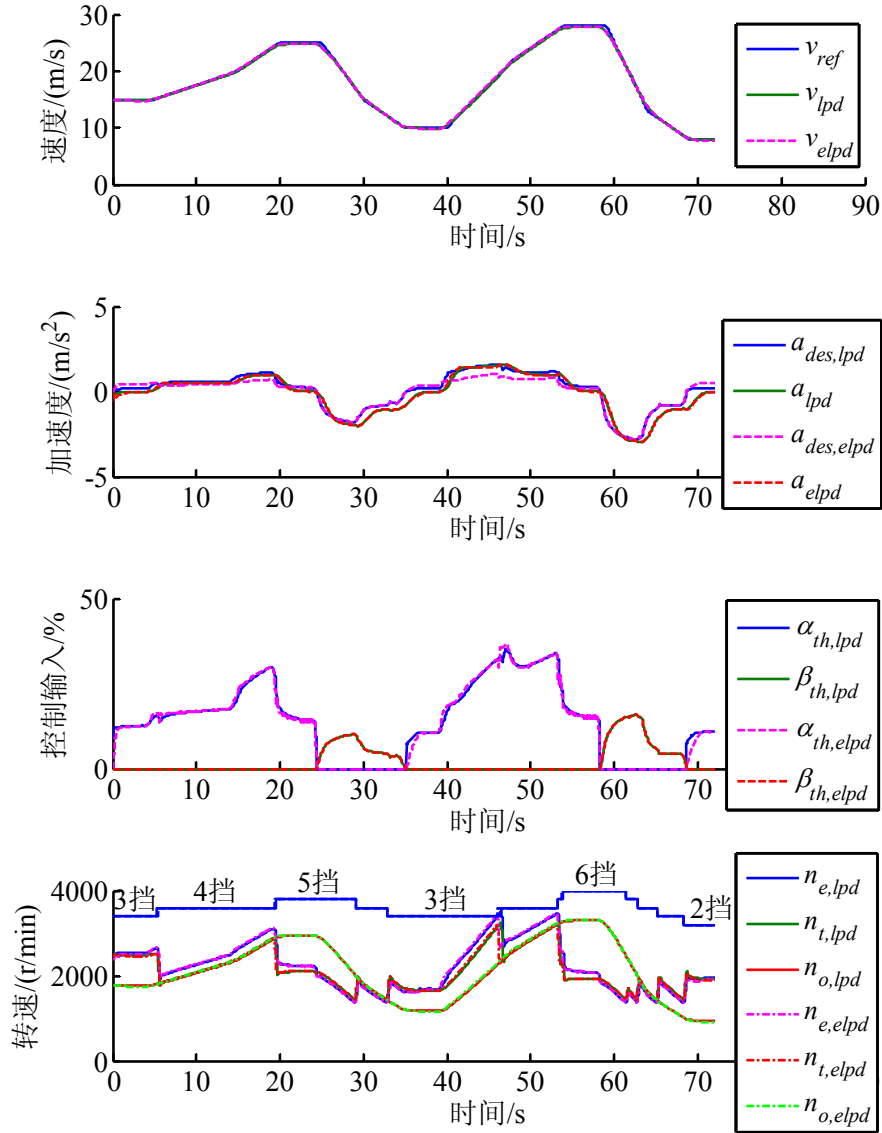 30
20
10
0
速度/(m/s)
0 10 20 30 40 50 60 70 80 90
时间/s
v_ref
v_lpd
v_elpd
5
0
-5
加速度/(m/s²)
0 10 20 30 40 50 60 70
时间/s
a_des,lpd
a_lpd
a_des,elpd
a_elpd
50
0
控制输入/%
0 10 20 30 40 50 60 70
时间/s
α_th,lpd
β_th,lpd
α_th,elpd
β_th,elpd
4000
2000
0
转速/(r/min)
3挡 4挡 5挡 3挡 6挡 2挡
0 10 20 30 40 50 60 70
时间/s
n_e,lpd
n_t,lpd
n_o,lpd
n_e,elpd
n_t,elpd
n_o,elpd